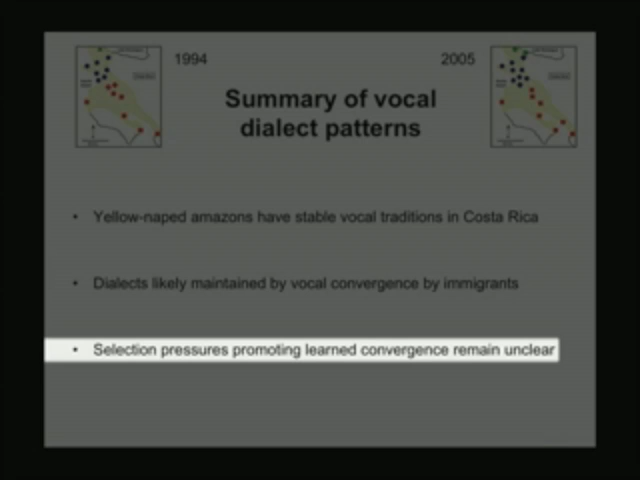 1994
2005
Summary of vocal
dialect patterns
• Yellow-naped amazons have stable vocal traditions in Costa Rica
• Dialects likely maintained by vocal convergence by immigrants
• Selection pressures promoting learned convergence remain unclear